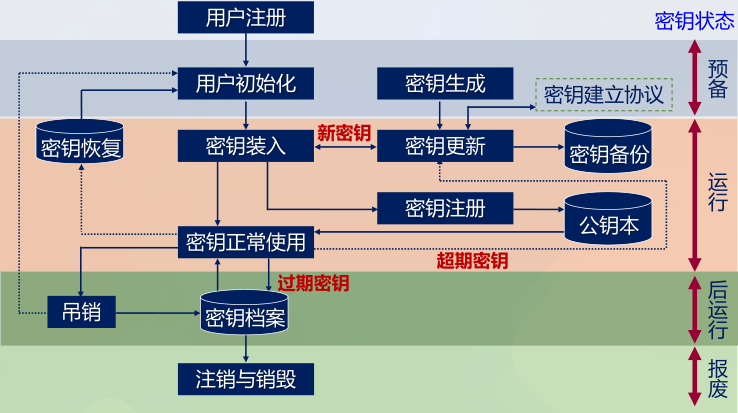 用户注册
密钥状态
用户初始化
密钥生成
密钥建立协议
预备
密钥恢复
密钥装入
新密钥
密钥更新
密钥备份
运行
密钥注册
公钥本
密钥正常使用
超期密钥
过期密钥
吊销
密钥档案
后运行
注销与销毁
报废